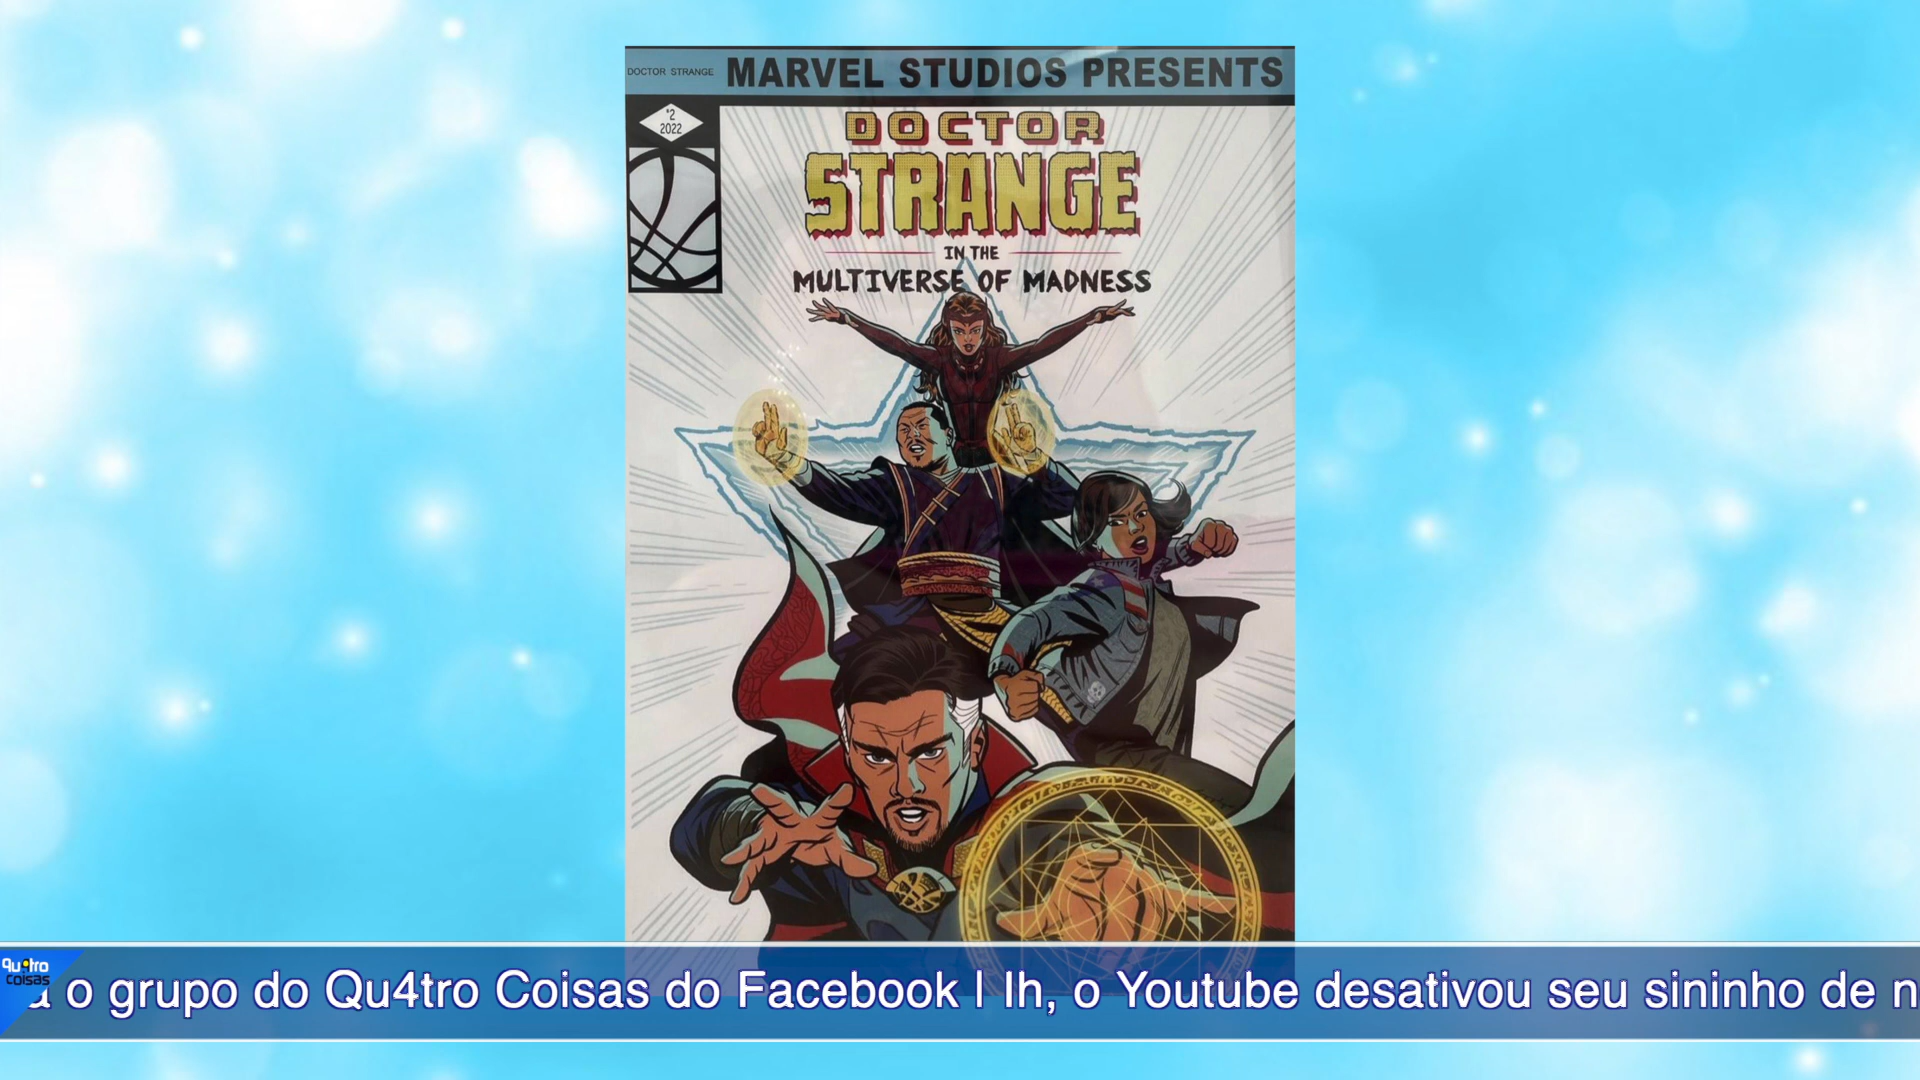 DOCTOR STRANGE
MARVEL STUDIOS PRESENTS
#2
2022
DOCTOR
STRANGE
IN THE
MULTIVERSE OF MADNESS
qu4tro
coisas
a o grupo do Qu4tro Coisas do Facebook | Ih, o Youtube desativou seu sininho de n